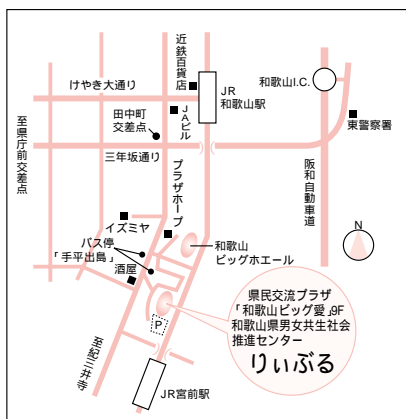 近鉄百貨店
けやき大通り
JR
和歌山駅
和歌山I.C.
JAビル
田中町
交差点
東警察署
至県庁前交差点
三年坂通り
プラザホープ
阪和自動車道
イズミヤ
バス停
「手平出島」
酒屋
和歌山
ビッグホエール
N
県民交流プラザ
「和歌山ビッグ愛」9F
和歌山県男女共生社会
推進センター
りぃぶる
P
至紀三井寺
JR宮前駅